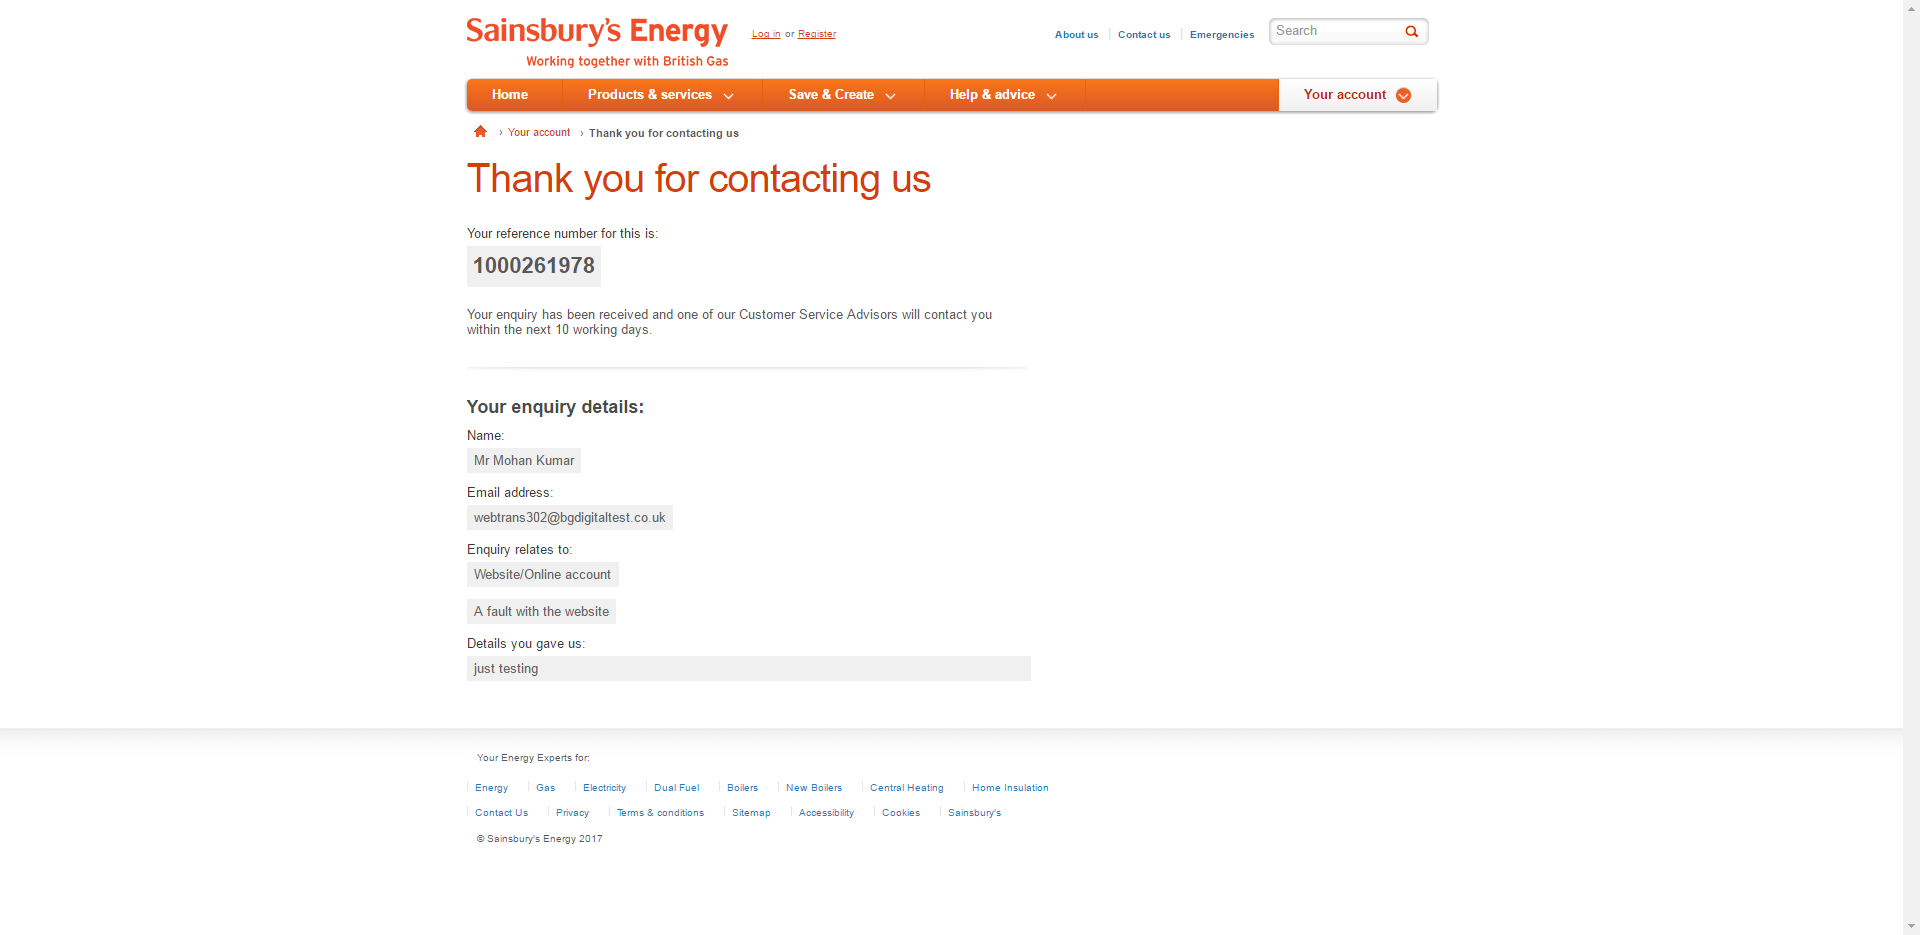 Sainsbury's Energy
Working together with British Gas
Log in or Register
About us
Contact us
Emergencies
Search
Home
Products & services
Save & Create
Help & advice
Your account
› Your account › Thank you for contacting us
Thank you for contacting us
Your reference number for this is:
1000261978
Your enquiry has been received and one of our Customer Service Advisors will contact you
within the next 10 working days.
Your enquiry details:
Name:
Mr Mohan Kumar
Email address:
webtrans302@bgdigitaltest.co.uk
Enquiry relates to:
Website/Online account
A fault with the website
Details you gave us:
just testing
Your Energy Experts for:
Energy
Gas
Electricity
Dual Fuel
Boilers
New Boilers
Central Heating
Home Insulation
Contact Us
Privacy
Terms & conditions
Sitemap
Accessibility
Cookies
Sainsbury's
© Sainsbury's Energy 2017